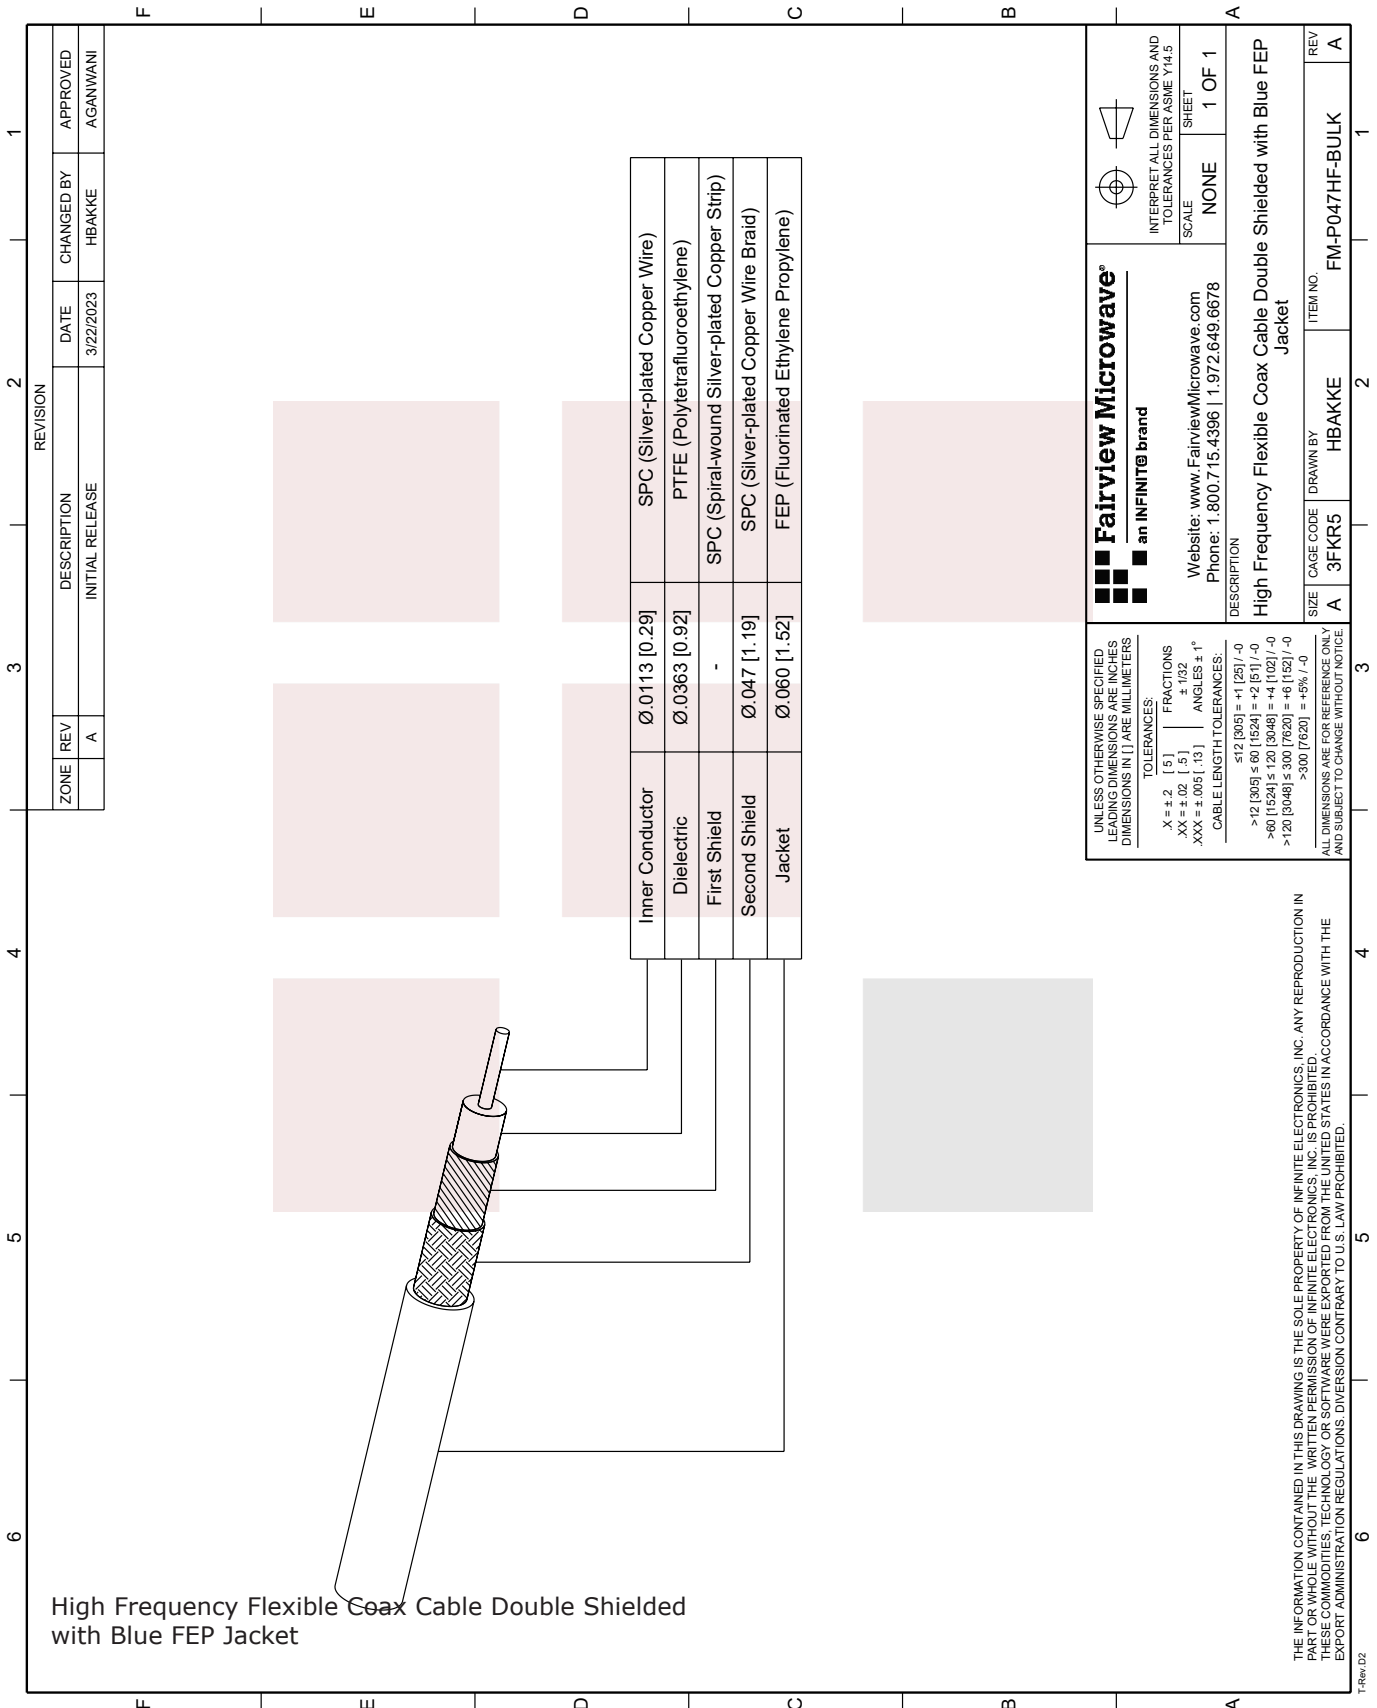 6
5
4
3
2
1
F
E
D
C
B
A
REVISION
ZONE REV DESCRIPTION DATE CHANGED BY APPROVED
A INITIAL RELEASE 3/22/2023 HBAKKE AGANWANI
Inner Conductor Ø.0113 [0.29] SPC (Silver-plated Copper Wire)
Dielectric Ø.0363 [0.92] PTFE (Polytetrafluoroethylene)
First Shield - SPC (Spiral-wound Silver-plated Copper Strip)
Second Shield Ø.047 [1.19] SPC (Silver-plated Copper Wire Braid)
Jacket Ø.060 [1.52] FEP (Fluorinated Ethylene Propylene)
UNLESS OTHERWISE SPECIFIED
LEADING DIMENSIONS ARE INCHES
DIMENSIONS IN [ ] ARE MILLIMETERS
TOLERANCES:
.X = ± .2 [ 5 ] FRACTIONS
.XX = ± .02 [ .5 ] ± 1/32
.XXX = ± .005 [ .13 ] ANGLES ± 1°
CABLE LENGTH TOLERANCES:
≤12 [305] = +1 [25] / -0
>12 [305] ≤ 60 [1524] = +2 [51] / -0
>60 [1524] ≤ 120 [3048] = +4 [102] / -0
>120 [3048] ≤ 300 [7620] = +6 [152] / -0
>300 [7620] = +5% / -0
ALL DIMENSIONS ARE FOR REFERENCE ONLY
AND SUBJECT TO CHANGE WITHOUT NOTICE.
Fairview Microwave®
an INFINITE brand
Website: www.FairviewMicrowave.com
Phone: 1.800.715.4396 | 1.972.649.6678
INTERPRET ALL DIMENSIONS AND
TOLERANCES PER ASME Y14.5
SCALE NONE
SHEET 1 OF 1
DESCRIPTION
High Frequency Flexible Coax Cable Double Shielded with Blue FEP
Jacket
SIZE A
CAGE CODE 3FKR5
DRAWN BY HBAKKE
ITEM NO. FM-P047HF-BULK
REV A
THE INFORMATION CONTAINED IN THIS DRAWING IS THE SOLE PROPERTY OF INFINITE ELECTRONICS, INC. ANY REPRODUCTION IN
PART OR WHOLE WITHOUT THE WRITTEN PERMISSION OF INFINITE ELECTRONICS, INC. IS PROHIBITED.
THESE COMMODITIES, TECHNOLOGY OR SOFTWARE WERE EXPORTED FROM THE UNITED STATES IN ACCORDANCE WITH THE
EXPORT ADMINISTRATION REGULATIONS. DIVERSION CONTRARY TO U.S. LAW PROHIBITED.
F
E
D
C
B
A
6
5
4
3
2
1
T-Rev.D2
High Frequency Flexible Coax Cable Double Shielded
with Blue FEP Jacket